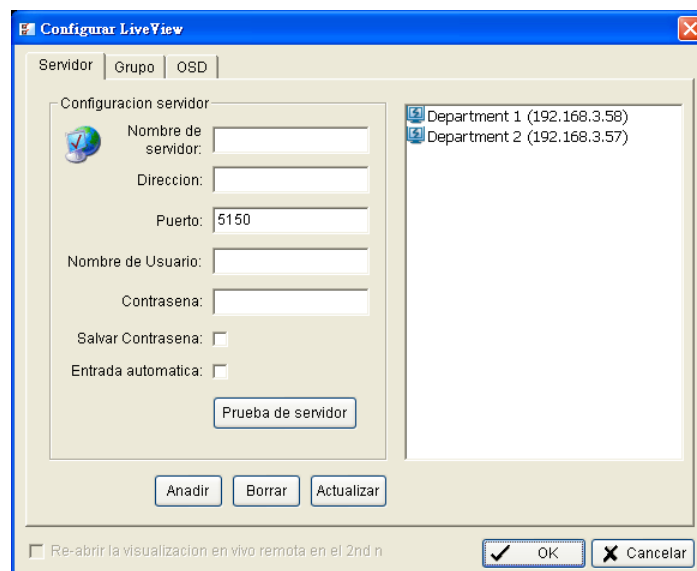 Configurar LiveView
Servidor Grupo OSD
Configuracion servidor
Nombre de
servidor:
Direccion:
Puerto: 5150
Nombre de Usuario:
Contrasena:
Salvar Contrasena:
Entrada automatica:
Prueba de servidor
Department 1 (192.168.3.58)
Department 2 (192.168.3.57)
Anadir Borrar Actualizar
Re-abrir la visualizacion en vivo remota en el 2nd n
OK Cancelar